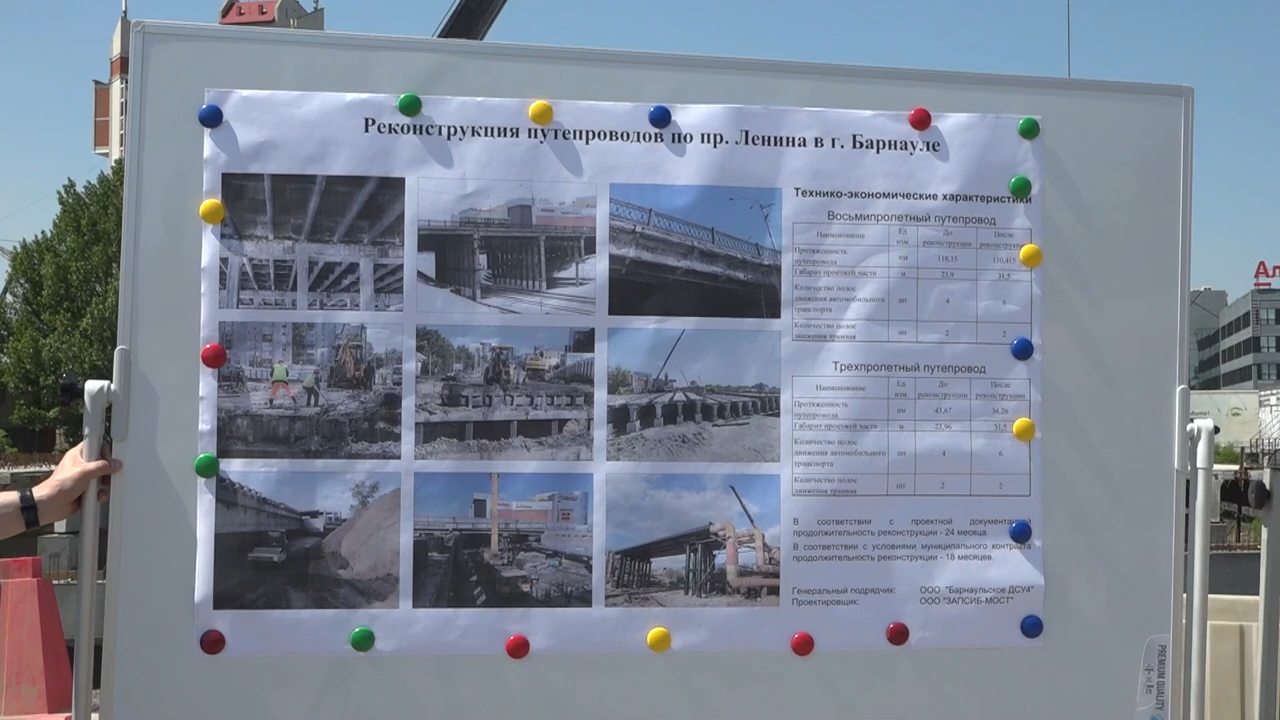 Реконструкция путепроводов по пр. Ленина в г. Барнауле
Технико-экономические характеристики
Восьмипролетный путепровод
Наименование Ед. изм. До реконструкции После реконструкции
Протяженность путепровода пм 118,15 110,415
Габарит проезжей части м 23,9 31,5
Количество полос движения автомобильного транспорта шт 4 6
Количество полос движения трамвая шт 2 2
Трехпролетный путепровод
Наименование Ед. изм. До реконструкции После реконструкции
Протяженность путепровода пм 43,67 34,26
Габарит проезжей части м 23,96 31,5
Количество полос движения автомобильного транспорта шт 4 6
Количество полос движения трамвая шт 2 2
В соответствии с проектной документацией
продолжительность реконструкции - 24 месяца
В соответствии с условиями муниципального контракта
продолжительность реконструкции - 18 месяцев.
Генеральный подрядчик: ООО "Барнаульское ДСУ4"
Проектировщик: ООО "ЗАПСИБ-МОСТ"
PREMIUM QUALITY